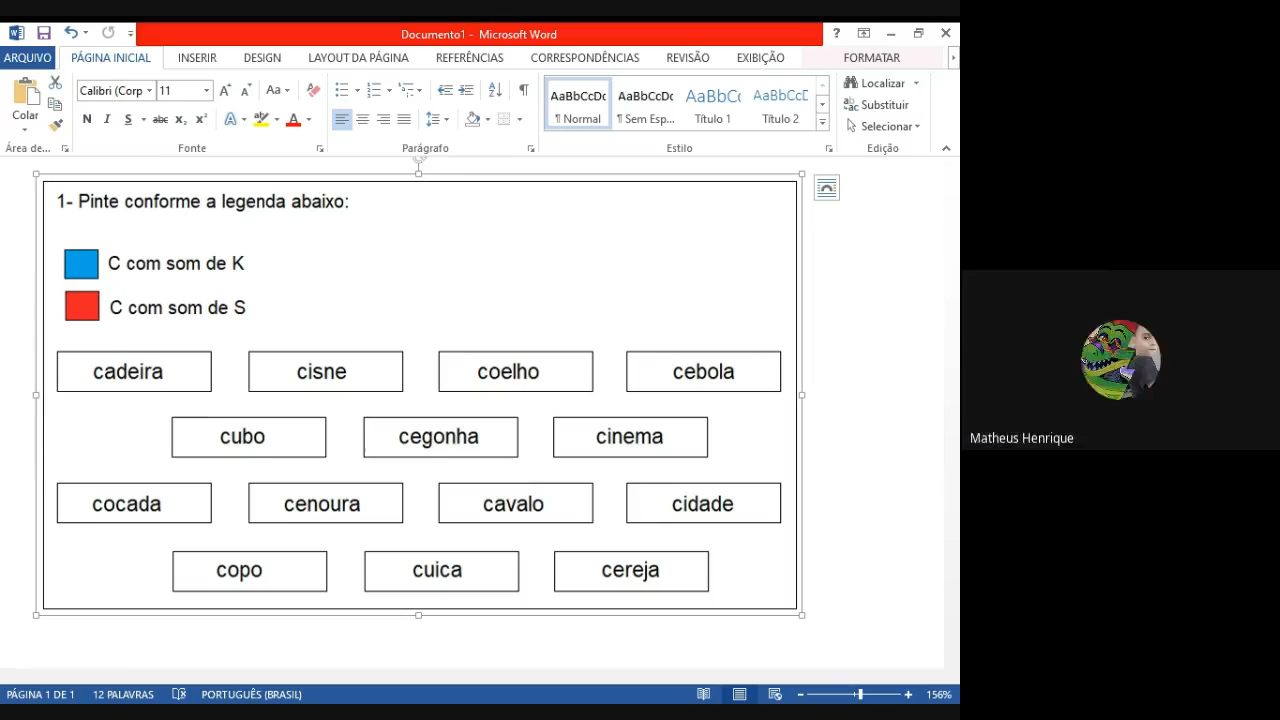 Documento1 - Microsoft Word
?
ARQUIVO PÁGINA INICIAL INSERIR DESIGN LAYOUT DA PÁGINA REFERÊNCIAS CORRESPONDÊNCIAS REVISÃO EXIBIÇÃO FORMATAR
Colar
Calibri (Corp 11 A A Aa
N I S abc x₂ x² A A
AaBbCcDc AaBbCcDc AaBbCc AaBbCcD
¶ Normal ¶ Sem Esp... Título 1 Título 2
Localizar
Substituir
Selecionar
Área de... Fonte Parágrafo Estilo Edição
1- Pinte conforme a legenda abaixo:
C com som de K
C com som de S
cadeira cisne coelho cebola
cubo cegonha cinema
cocada cenoura cavalo cidade
copo cuica cereja
Matheus Henrique
PÁGINA 1 DE 1 12 PALAVRAS PORTUGUÊS (BRASIL) 156%